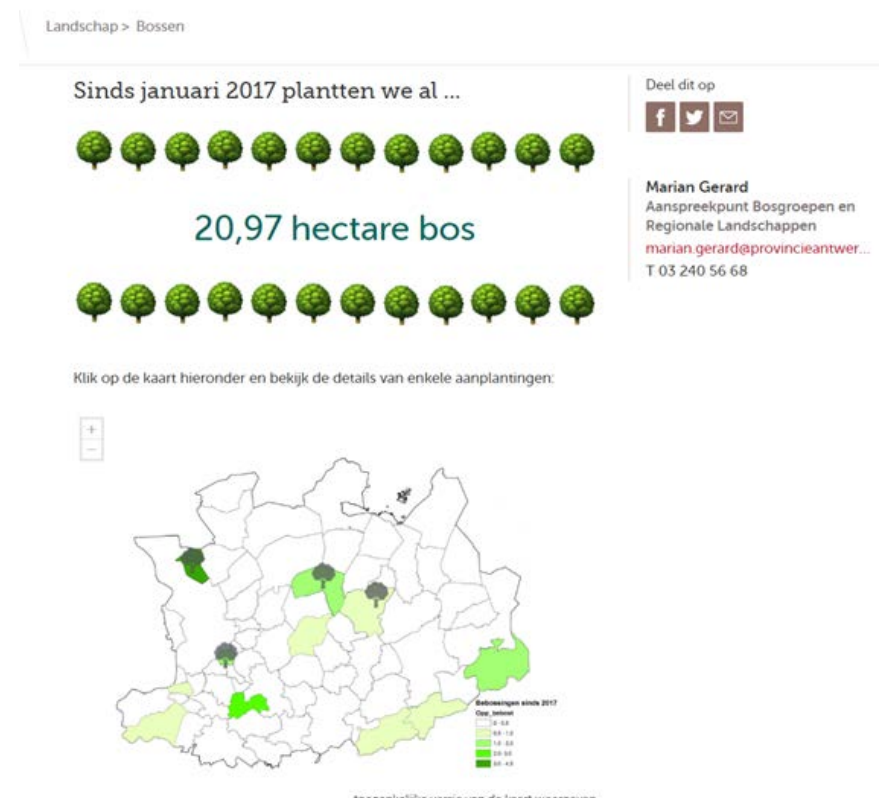 Landschap > Bossen
Sinds januari 2017 plantten we al ...
20,97 hectare bos
Klik op de kaart hieronder en bekijk de details van enkele aanplantingen:
+
−
Bebossingen sinds 2017
Opp_bebost
Deel dit op
Marian Gerard
Aanspreekpunt Bosgroepen en
Regionale Landschappen
marian.gerard@provincieantwer...
T 03 240 56 68